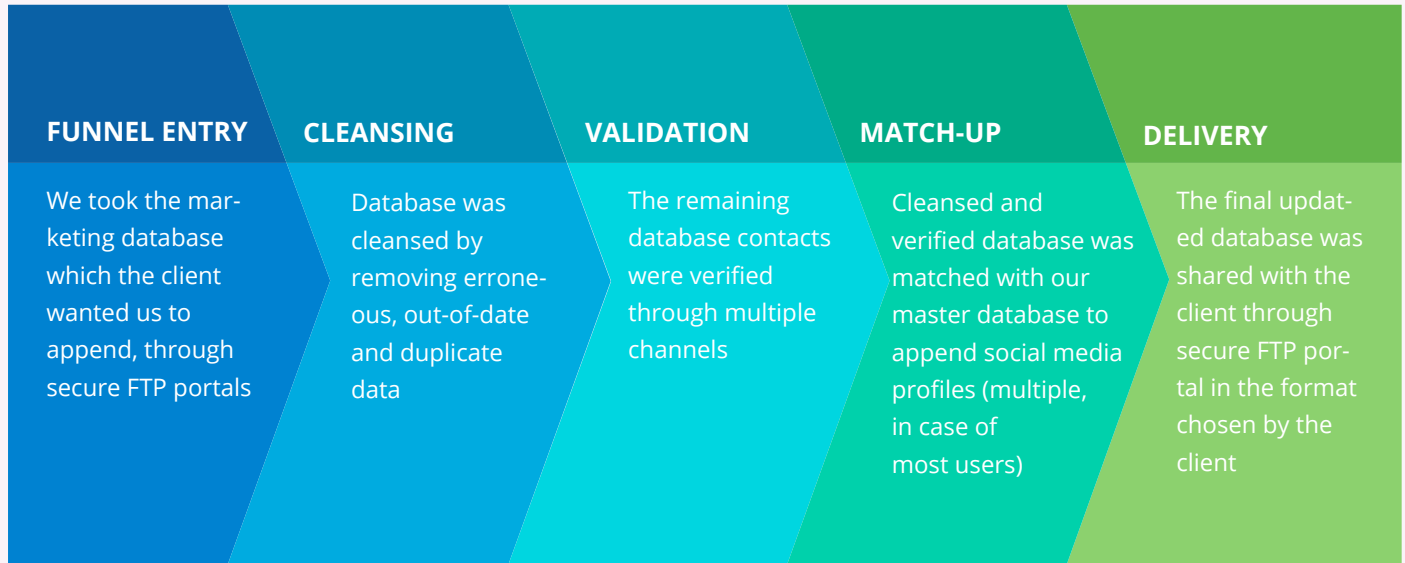 FUNNEL ENTRY
We took the mar-
keting database
which the client
wanted us to
append, through
secure FTP portals
CLEANSING
Database was
cleansed by
removing errone-
ous, out-of-date
and duplicate
data
VALIDATION
The remaining
database contacts
were verified
through multiple
channels
MATCH-UP
Cleansed and
verified database was
matched with our
master database to
append social media
profiles (multiple,
in case of
most users)
DELIVERY
The final updat-
ed database was
shared with the
client through
secure FTP por-
tal in the format
chosen by the
client